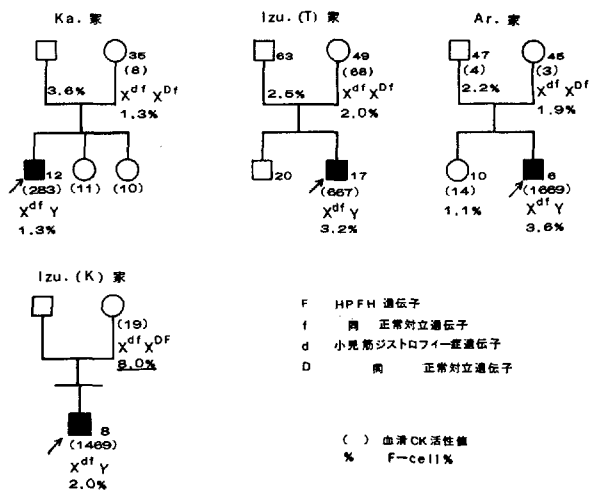 Ka. 家
35
(8)
3.6%
X^df X^Df
1.3%
12
(283)
(11)
(10)
X^df Y
1.3%
Izu. (T) 家
63
49
(68)
2.5%
X^df X^Df
2.0%
20
17
(667)
X^df Y
3.2%
Ar. 家
47
(4)
45
(3)
2.2%
X^df X^Df
1.9%
10
(14)
1.1%
6
(1669)
X^df Y
3.6%
Izu. (K) 家
(19)
X^df X^DF
8.0%
8
(1469)
X^df Y
2.0%
F HPFH 遺伝子
f 同 正常対立遺伝子
d 小児筋ジストロフィー症遺伝子
D 同 正常対立遺伝子
( ) 血清CK活性値
% F-cell%